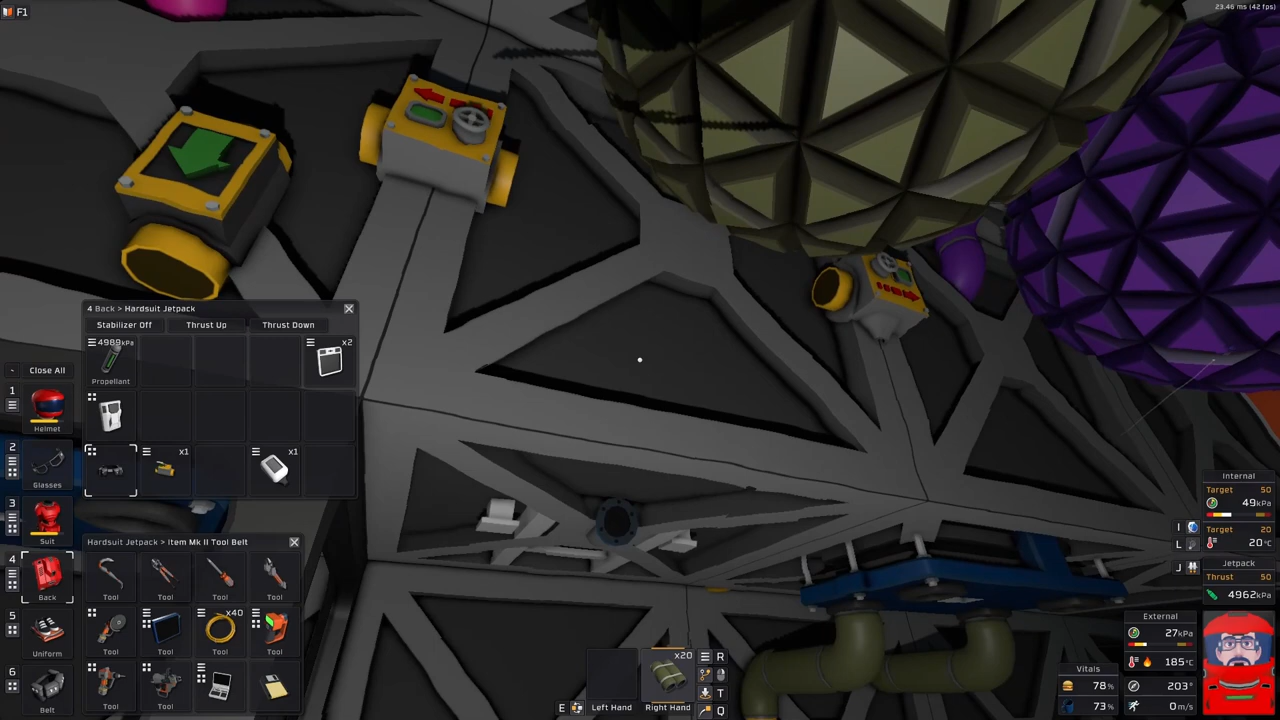 F1
23.46 ms (42 fps)
4 Back > Hardsuit Jetpack
Stabilizer Off
Thrust Up
Thrust Down
4989kPa
x2
Propellant
x1
x1
Close All
1
Helmet
2
Glasses
3
Suit
4
Back
5
Uniform
6
Belt
Hardsuit Jetpack > Item Mk II Tool Belt
Tool
Tool
Tool
Tool
x40
Tool
Tool
Tool
Tool
Tool
Tool
Tool
Tool
x20
R
T
E
Left Hand
Right Hand
Q
Internal
Target 50
49kPa
Target 20
20°C
I
L
J
Jetpack
Thrust 50
4962kPa
External
27kPa
185°C
203°
0m/s
Vitals
78%
73%